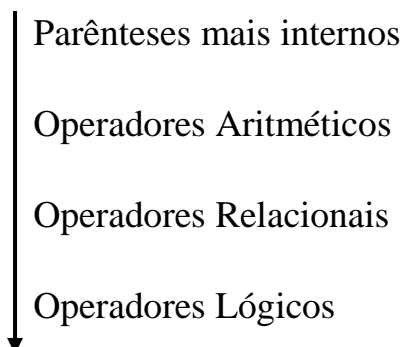 Parênteses mais internos
Operadores Aritméticos
Operadores Relacionais
Operadores Lógicos